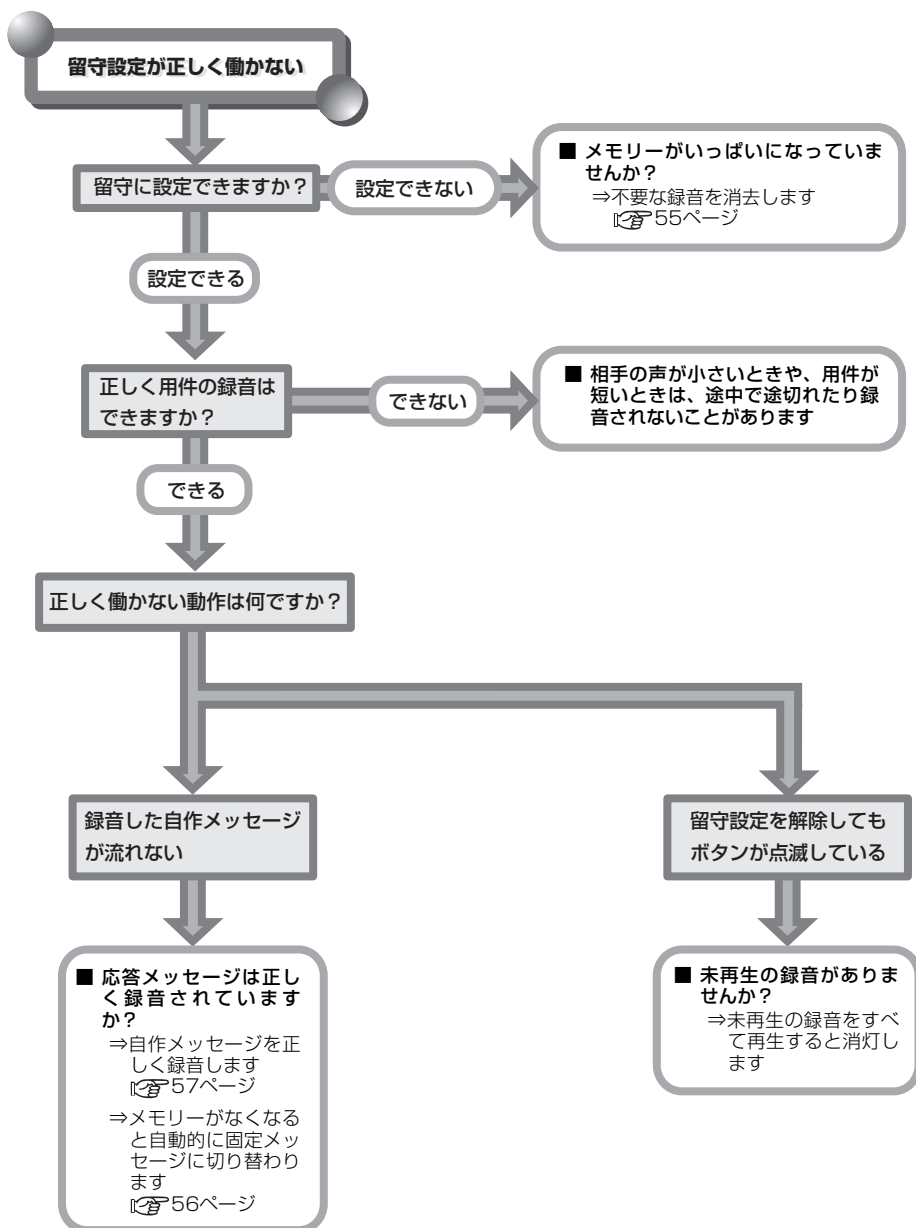 留守設定が正しく働かない
留守に設定できますか？
設定できない
■ メモリーがいっぱいになっていま
せんか？
⇒不要な録音を消去します
55ページ
設定できる
正しく用件の録音は
できますか？
できない
■ 相手の声が小さいときや、用件が
短いときは、途中で途切れたり録
音されないことがあります
できる
正しく働かない動作は何ですか？
録音した自作メッセージ
が流れない
■ 応答メッセージは正し
く録音されています
か？
⇒自作メッセージを正
しく録音します
57ページ
⇒メモリーがなくなる
と自動的に固定メッ
セージに切り替わり
ます
56ページ
留守設定を解除しても
ボタンが点滅している
■ 未再生の録音がありま
せんか？
⇒未再生の録音をすべ
て再生すると消灯し
ます